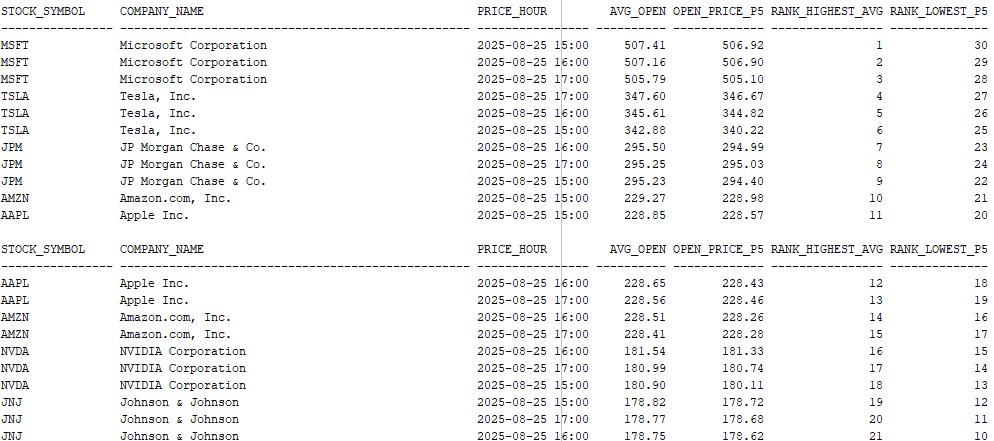 STOCK_SYMBOL COMPANY_NAME PRICE_HOUR AVG_OPEN OPEN_PRICE_P5 RANK_HIGHEST_AVG RANK_LOWEST_P5
MSFT Microsoft Corporation 2025-08-25 15:00 507.41 506.92 1 30
MSFT Microsoft Corporation 2025-08-25 16:00 507.16 506.90 2 29
MSFT Microsoft Corporation 2025-08-25 17:00 505.79 505.10 3 28
TSLA Tesla, Inc. 2025-08-25 17:00 347.60 346.67 4 27
TSLA Tesla, Inc. 2025-08-25 16:00 345.61 344.82 5 26
TSLA Tesla, Inc. 2025-08-25 15:00 342.88 340.22 6 25
JPM JP Morgan Chase & Co. 2025-08-25 16:00 295.50 294.99 7 23
JPM JP Morgan Chase & Co. 2025-08-25 17:00 295.25 295.03 8 24
JPM JP Morgan Chase & Co. 2025-08-25 15:00 295.23 294.40 9 22
AMZN Amazon.com, Inc. 2025-08-25 15:00 229.27 228.98 10 21
AAPL Apple Inc. 2025-08-25 15:00 228.85 228.57 11 20
STOCK_SYMBOL COMPANY_NAME PRICE_HOUR AVG_OPEN OPEN_PRICE_P5 RANK_HIGHEST_AVG RANK_LOWEST_P5
AAPL Apple Inc. 2025-08-25 16:00 228.65 228.43 12 18
AAPL Apple Inc. 2025-08-25 17:00 228.56 228.46 13 19
AMZN Amazon.com, Inc. 2025-08-25 16:00 228.51 228.26 14 16
AMZN Amazon.com, Inc. 2025-08-25 17:00 228.41 228.28 15 17
NVDA NVIDIA Corporation 2025-08-25 16:00 181.54 181.33 16 15
NVDA NVIDIA Corporation 2025-08-25 17:00 180.99 180.74 17 14
NVDA NVIDIA Corporation 2025-08-25 15:00 180.90 180.11 18 13
JNJ Johnson & Johnson 2025-08-25 15:00 178.82 178.72 19 12
JNJ Johnson & Johnson 2025-08-25 17:00 178.77 178.68 20 11
JNJ Johnson & Johnson 2025-08-25 16:00 178.75 178.62 21 10